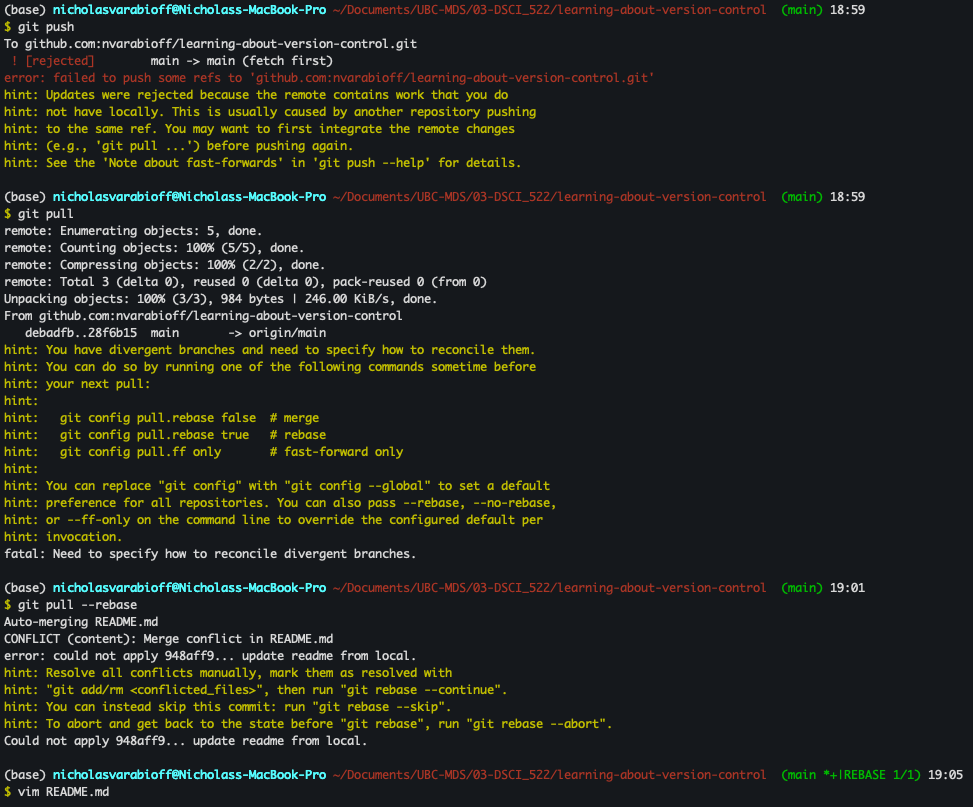 (base) nicholasvarabioff@Nicholass-MacBook-Pro ~/Documents/UBC-MDS/03-DSCI_522/learning-about-version-control (main) 18:59
$ git push
To github.com:nvarabioff/learning-about-version-control.git
 ! [rejected]        main -> main (fetch first)
error: failed to push some refs to 'github.com:nvarabioff/learning-about-version-control.git'
hint: Updates were rejected because the remote contains work that you do
hint: not have locally. This is usually caused by another repository pushing
hint: to the same ref. You may want to first integrate the remote changes
hint: (e.g., 'git pull ...') before pushing again.
hint: See the 'Note about fast-forwards' in 'git push --help' for details.
(base) nicholasvarabioff@Nicholass-MacBook-Pro ~/Documents/UBC-MDS/03-DSCI_522/learning-about-version-control (main) 18:59
$ git pull
remote: Enumerating objects: 5, done.
remote: Counting objects: 100% (5/5), done.
remote: Compressing objects: 100% (2/2), done.
remote: Total 3 (delta 0), reused 0 (delta 0), pack-reused 0 (from 0)
Unpacking objects: 100% (3/3), 984 bytes | 246.00 KiB/s, done.
From github.com:nvarabioff/learning-about-version-control
   debadfb..28f6b15  main       -> origin/main
hint: You have divergent branches and need to specify how to reconcile them.
hint: You can do so by running one of the following commands sometime before
hint: your next pull:
hint:
hint:   git config pull.rebase false  # merge
hint:   git config pull.rebase true   # rebase
hint:   git config pull.ff only       # fast-forward only
hint:
hint: You can replace "git config" with "git config --global" to set a default
hint: preference for all repositories. You can also pass --rebase, --no-rebase,
hint: or --ff-only on the command line to override the configured default per
hint: invocation.
fatal: Need to specify how to reconcile divergent branches.
(base) nicholasvarabioff@Nicholass-MacBook-Pro ~/Documents/UBC-MDS/03-DSCI_522/learning-about-version-control (main) 19:01
$ git pull --rebase
Auto-merging README.md
CONFLICT (content): Merge conflict in README.md
error: could not apply 948aff9... update readme from local.
hint: Resolve all conflicts manually, mark them as resolved with
hint: "git add/rm <conflicted_files>", then run "git rebase --continue".
hint: You can instead skip this commit: run "git rebase --skip".
hint: To abort and get back to the state before "git rebase", run "git rebase --abort".
Could not apply 948aff9... update readme from local.
(base) nicholasvarabioff@Nicholass-MacBook-Pro ~/Documents/UBC-MDS/03-DSCI_522/learning-about-version-control (main *+|REBASE 1/1) 19:05
$ vim README.md